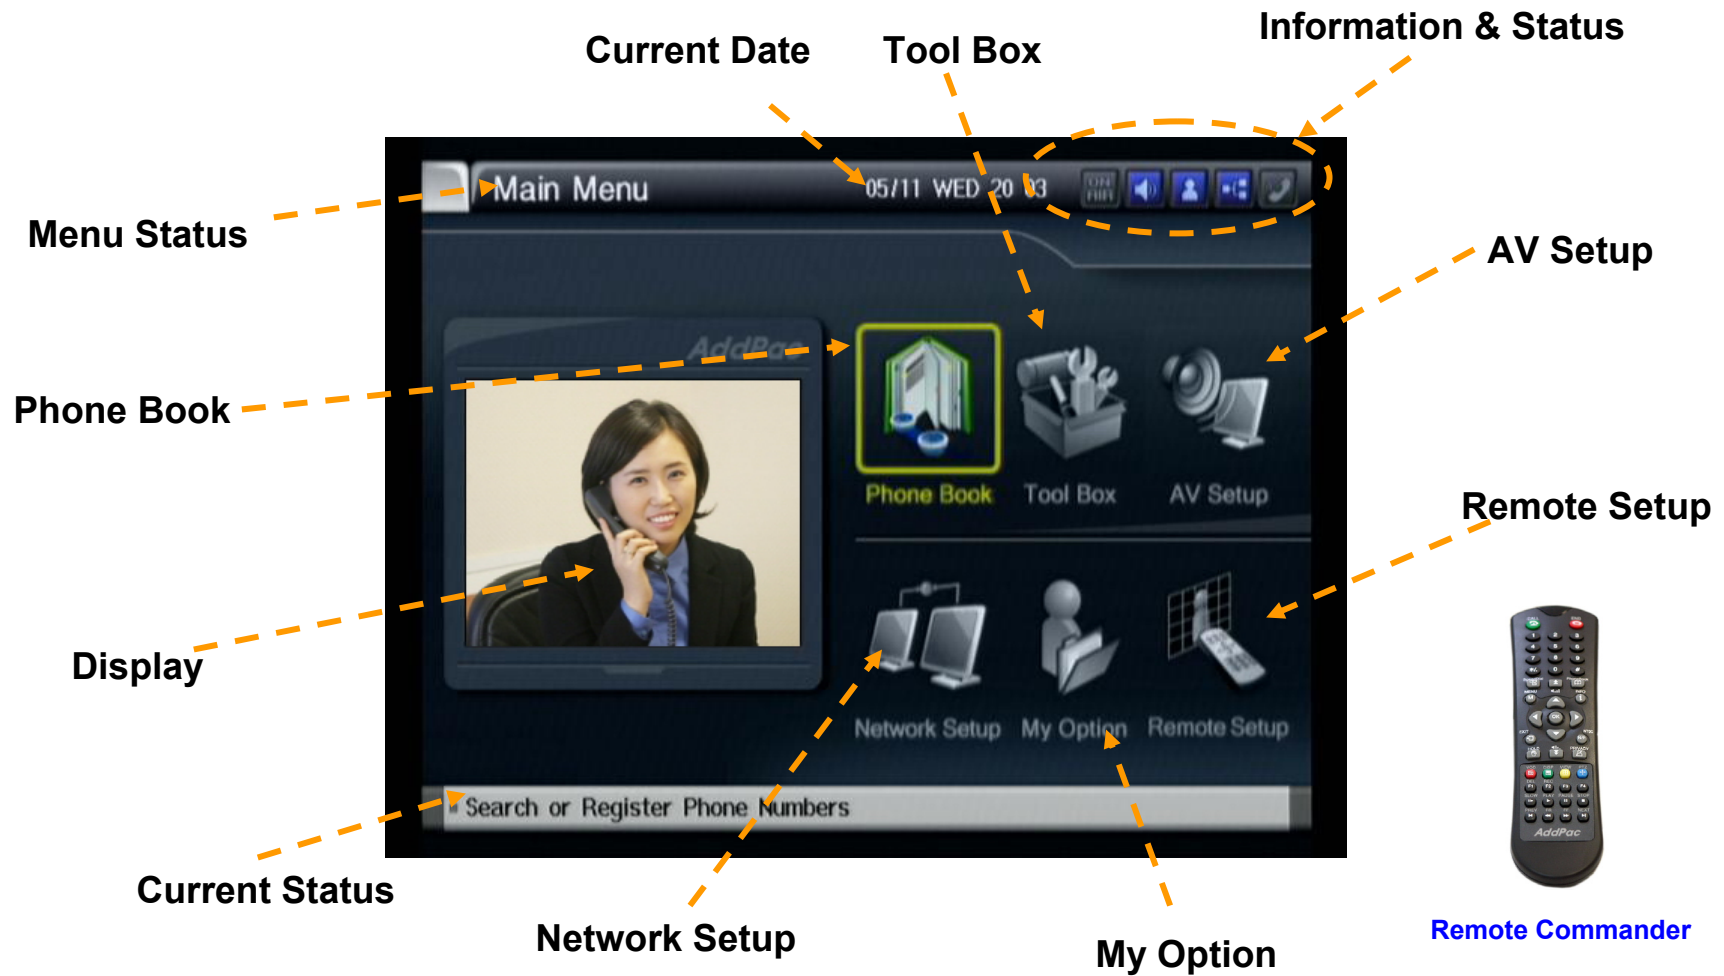 Information & Status
Current Date
Tool Box
Main Menu
05/11 WED 20 03
ON
AIR
Menu Status
AV Setup
AddPac
Phone Book
Phone Book
Tool Box
AV Setup
Remote Setup
Display
Network Setup
My Option
Remote Setup
Search or Register Phone Numbers
AddPac
Current Status
Network Setup
My Option
Remote Commander